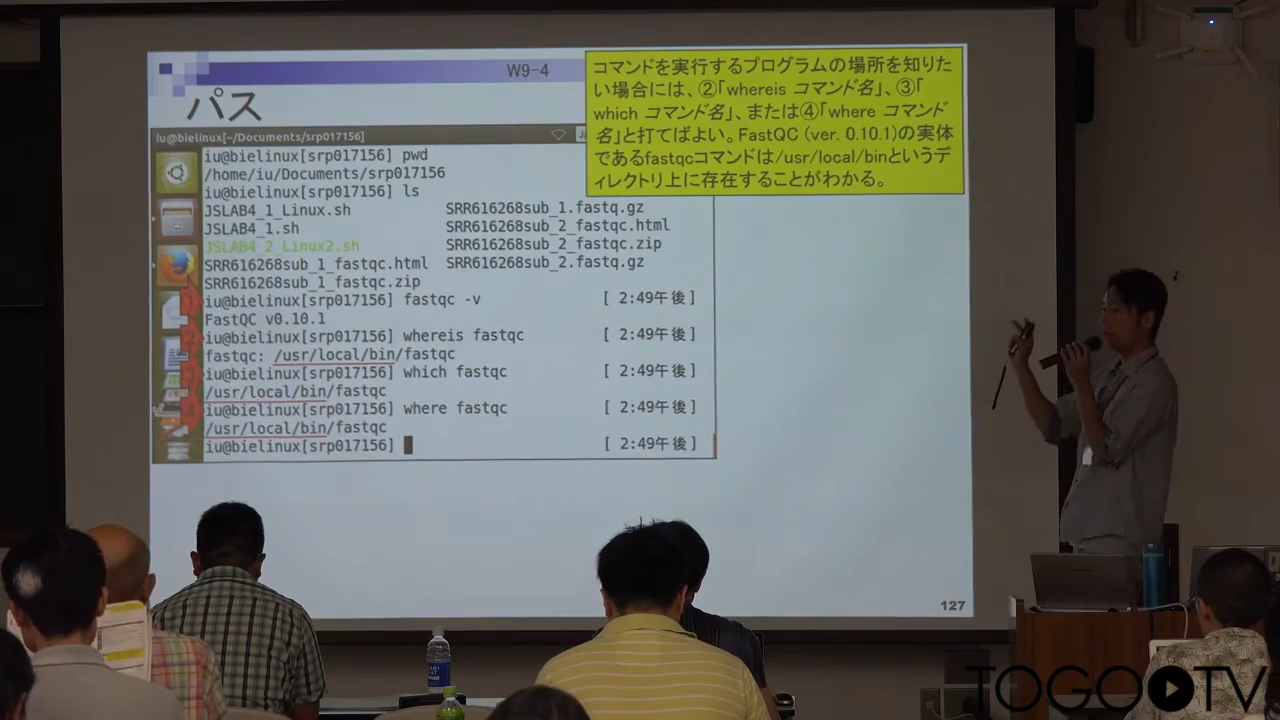 W9-4
パス
コマンドを実行するプログラムの場所を知りた
い場合には、②「whereis コマンド名」、③「
which コマンド名」、または④「where コマンド
名」と打てばよい。FastQC (ver. 0.10.1)の実体
であるfastqcコマンドは/usr/local/binというディ
レクトリ上に存在することがわかる。
iu@bielinux[~/Documents/srp017156]
iu@bielinux[srp017156] pwd
/home/iu/Documents/srp017156
iu@bielinux[srp017156] ls
JSLAB4_1_Linux.sh SRR616268sub_1.fastq.gz
JSLAB4_1.sh SRR616268sub_2_fastqc.html
JSLAB4_2_Linux2.sh SRR616268sub_2_fastqc.zip
SRR616268sub_1_fastqc.html SRR616268sub_2.fastq.gz
SRR616268sub_1_fastqc.zip
iu@bielinux[srp017156] fastqc -v [ 2:49午後]
FastQC v0.10.1
iu@bielinux[srp017156] whereis fastqc [ 2:49午後]
fastqc: /usr/local/bin/fastqc
iu@bielinux[srp017156] which fastqc [ 2:49午後]
/usr/local/bin/fastqc
iu@bielinux[srp017156] where fastqc [ 2:49午後]
/usr/local/bin/fastqc
iu@bielinux[srp017156] [ 2:49午後]
127
TOGOTV